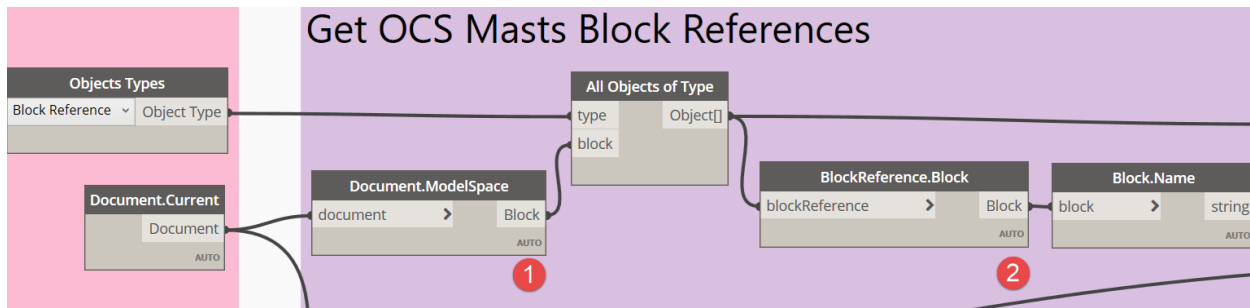 Get OCS Masts Block References
Objects Types
Block Reference
Object Type
Document.Current
Document
AUTO
Document.ModelSpace
document >
Block
AUTO
1
All Objects of Type
type
Object[]
block
BlockReference.Block
blockReference >
Block
AUTO
2
Block.Name
block >
string
AUTO